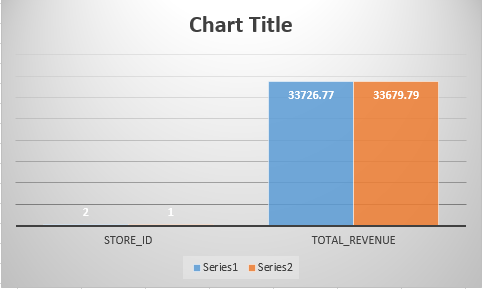 Chart Title
33726.77 33679.79
2 1
STORE_ID TOTAL_REVENUE
Series1 Series2